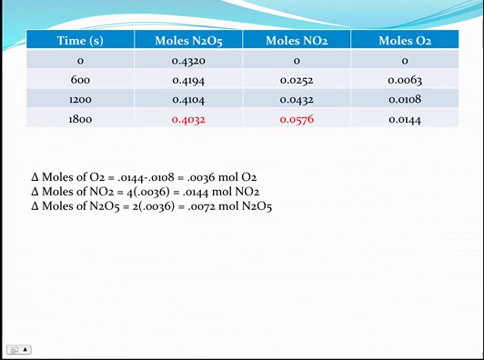 Time (s) Moles N2O5 Moles NO2 Moles O2
0 0.4320 0 0
600 0.4194 0.0252 0.0063
1200 0.4104 0.0432 0.0108
1800 0.4032 0.0576 0.0144
Δ Moles of O2 = .0144-.0108 = .0036 mol O2
Δ Moles of NO2 = 4(.0036) = .0144 mol NO2
Δ Moles of N2O5 = 2(.0036) = .0072 mol N2O5